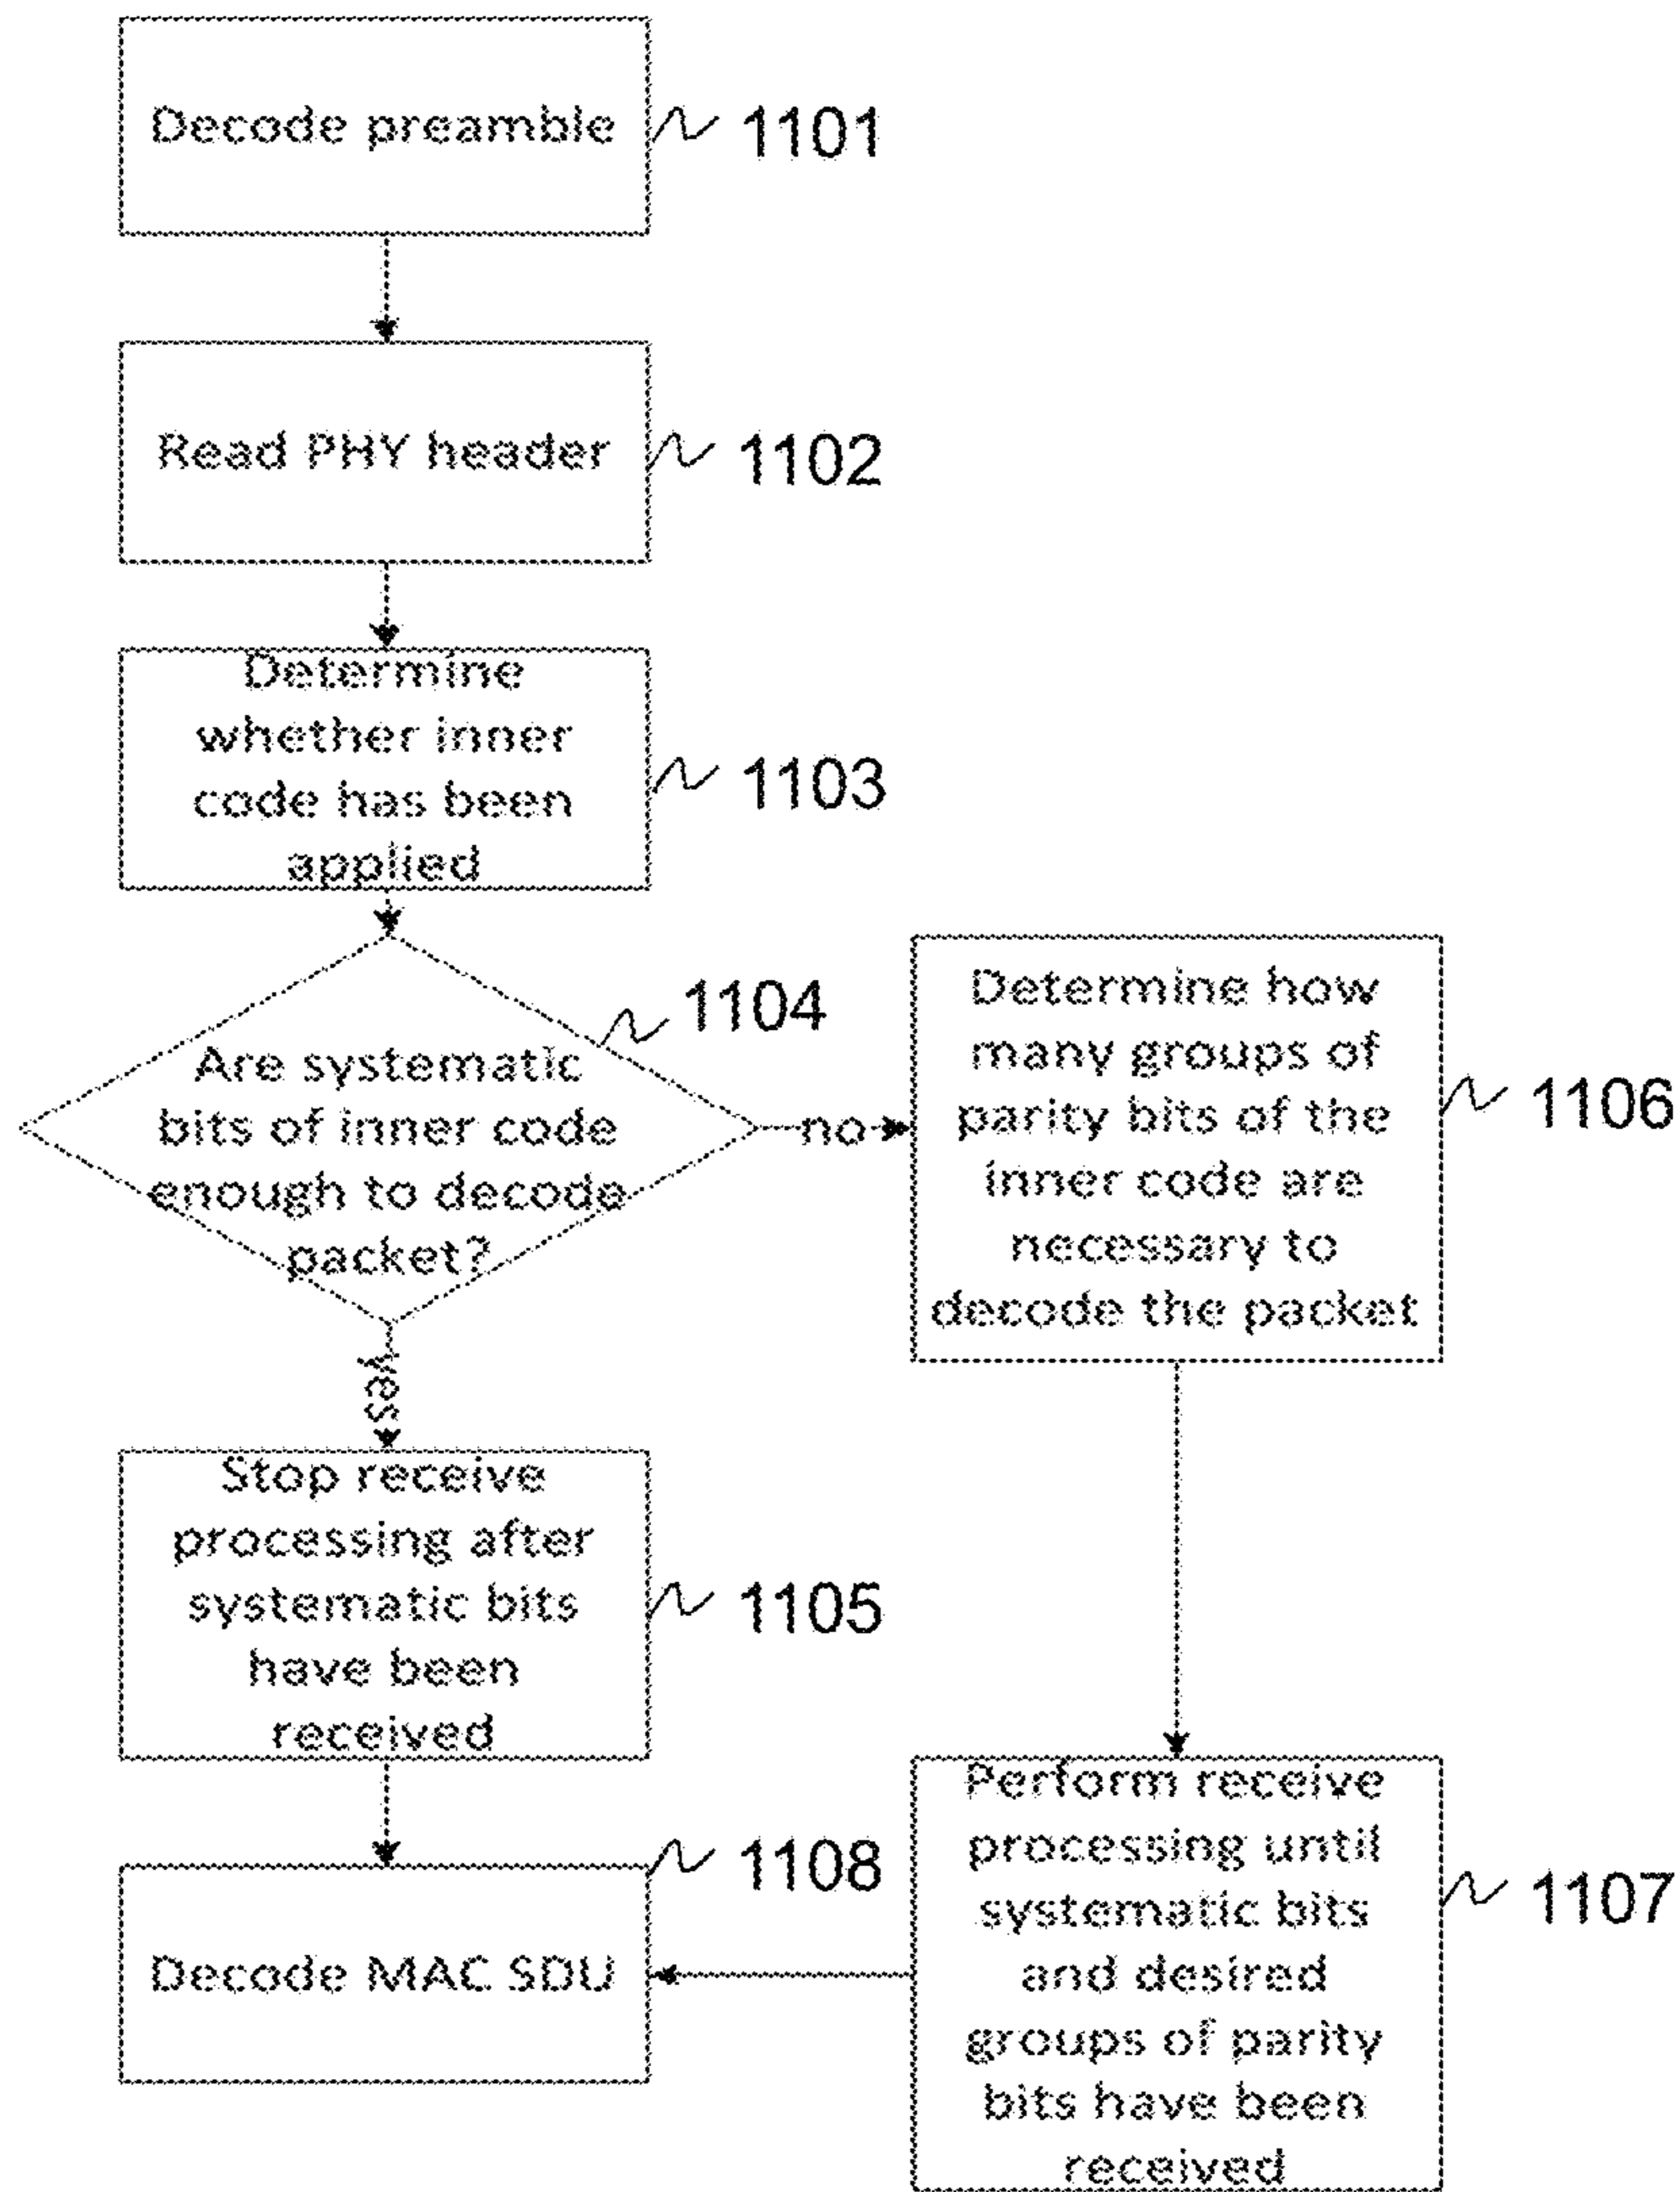 Decode preamble
1101
Read PHY header
1102
Determine
whether inner
code has been
applied
1103
Are systematic
bits of inner code
enough to decode
packet?
1104
no
yes
Determine how
many groups of
parity bits of the
inner code are
necessary to
decode the packet
1106
Stop receive
processing after
systematic bits
have been
received
1105
Perform receive
processing until
systematic bits
and desired
groups of parity
bits have been
received
1107
Decode MAC SDU
1108